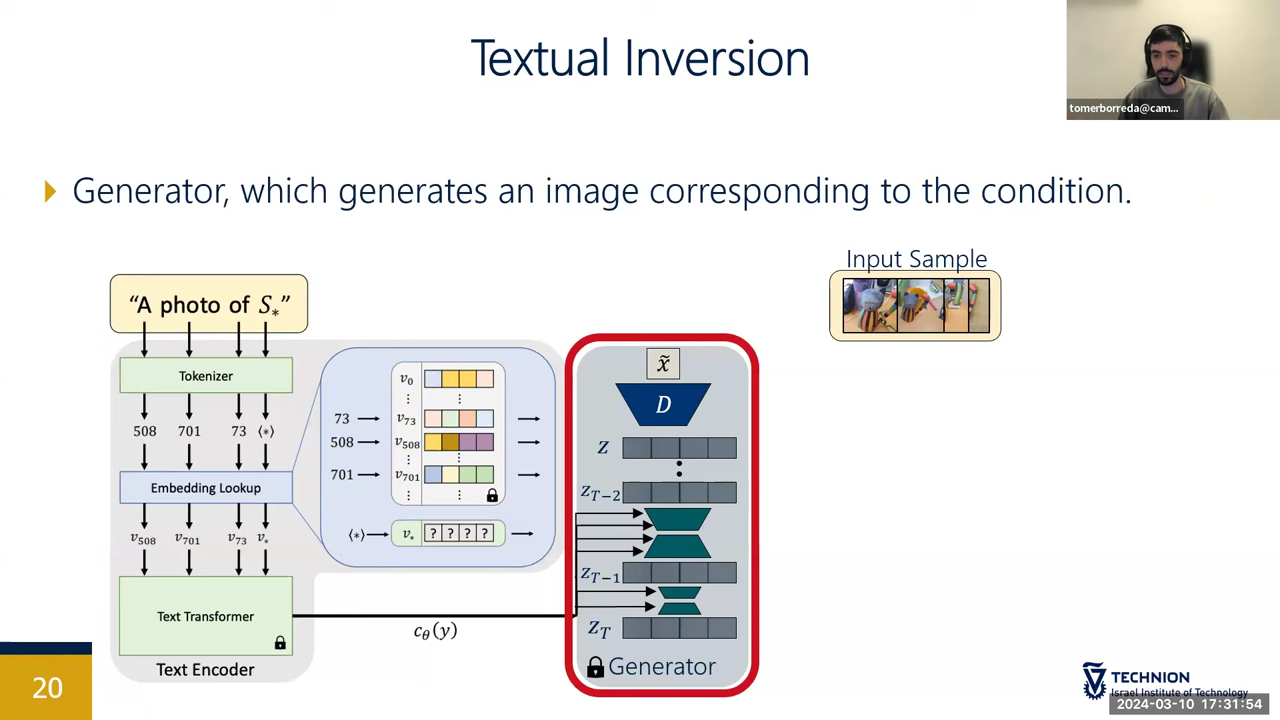 Textual Inversion
tomerborreda@cam...
Generator, which generates an image corresponding to the condition.
Input Sample
"A photo of S*"
Tokenizer
508 701 73 ⟨*⟩
Embedding Lookup
v508 v701 v73 v*
Text Transformer
Text Encoder
v0
73 v73
508 v508
701 v701
⟨*⟩ v* ? ? ? ?
cθ(y)
x̃
D
Z
ZT−2
ZT−1
ZT
Generator
20
TECHNION
Israel Institute of Technology
2024-03-10 17:31:54